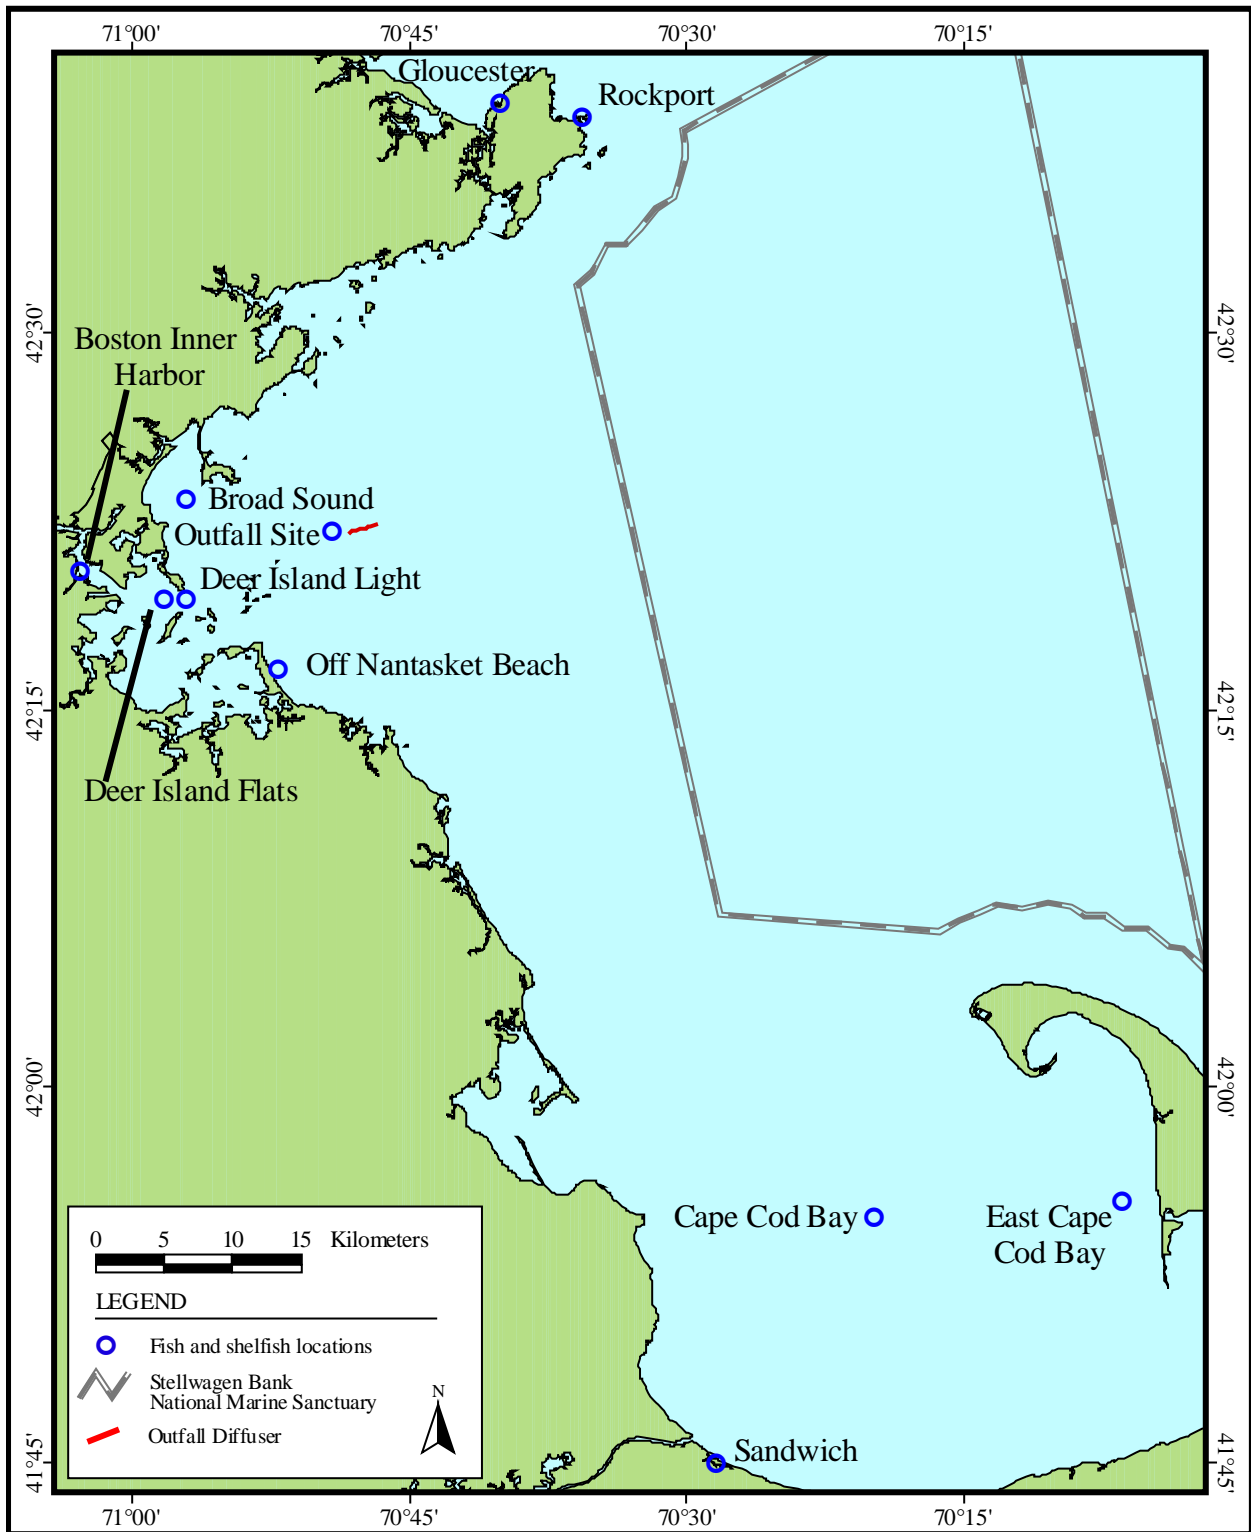 71°00'
70°45'
70°30'
70°15'
Gloucester
Rockport
42°30'
42°30'
Boston Inner
Harbor
Broad Sound
Outfall Site
Deer Island Light
Off Nantasket Beach
42°15'
42°15'
Deer Island Flats
42°00'
42°00'
Cape Cod Bay
East Cape
Cod Bay
0 5 10 15 Kilometers
LEGEND
Fish and shelfish locations
Stellwagen Bank
National Marine Sanctuary
N
Outfall Diffuser
Sandwich
41°45'
41°45'
71°00'
70°45'
70°30'
70°15'